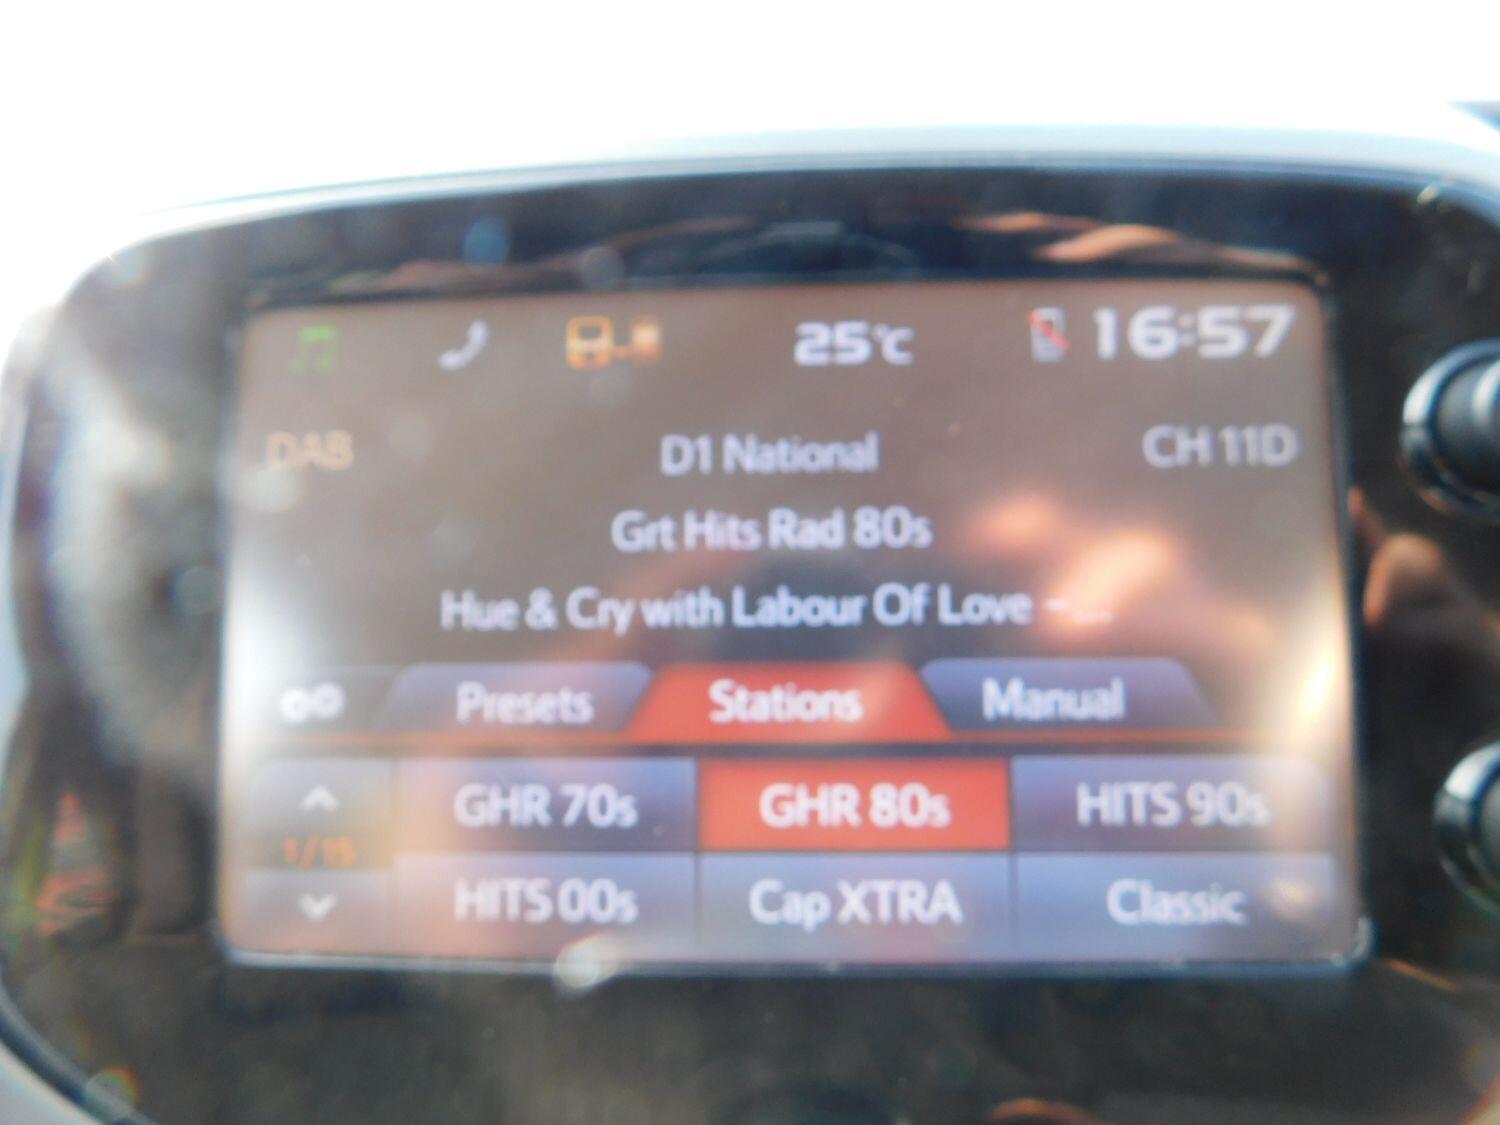 25°C 16:57
DAB D1 National CH 11D
Grt Hits Rad 80s
Hue & Cry with Labour Of Love - ...
Presets Stations Manual
GHR 70s GHR 80s HITS 90s
1/15
HITS 00s Cap XTRA Classic